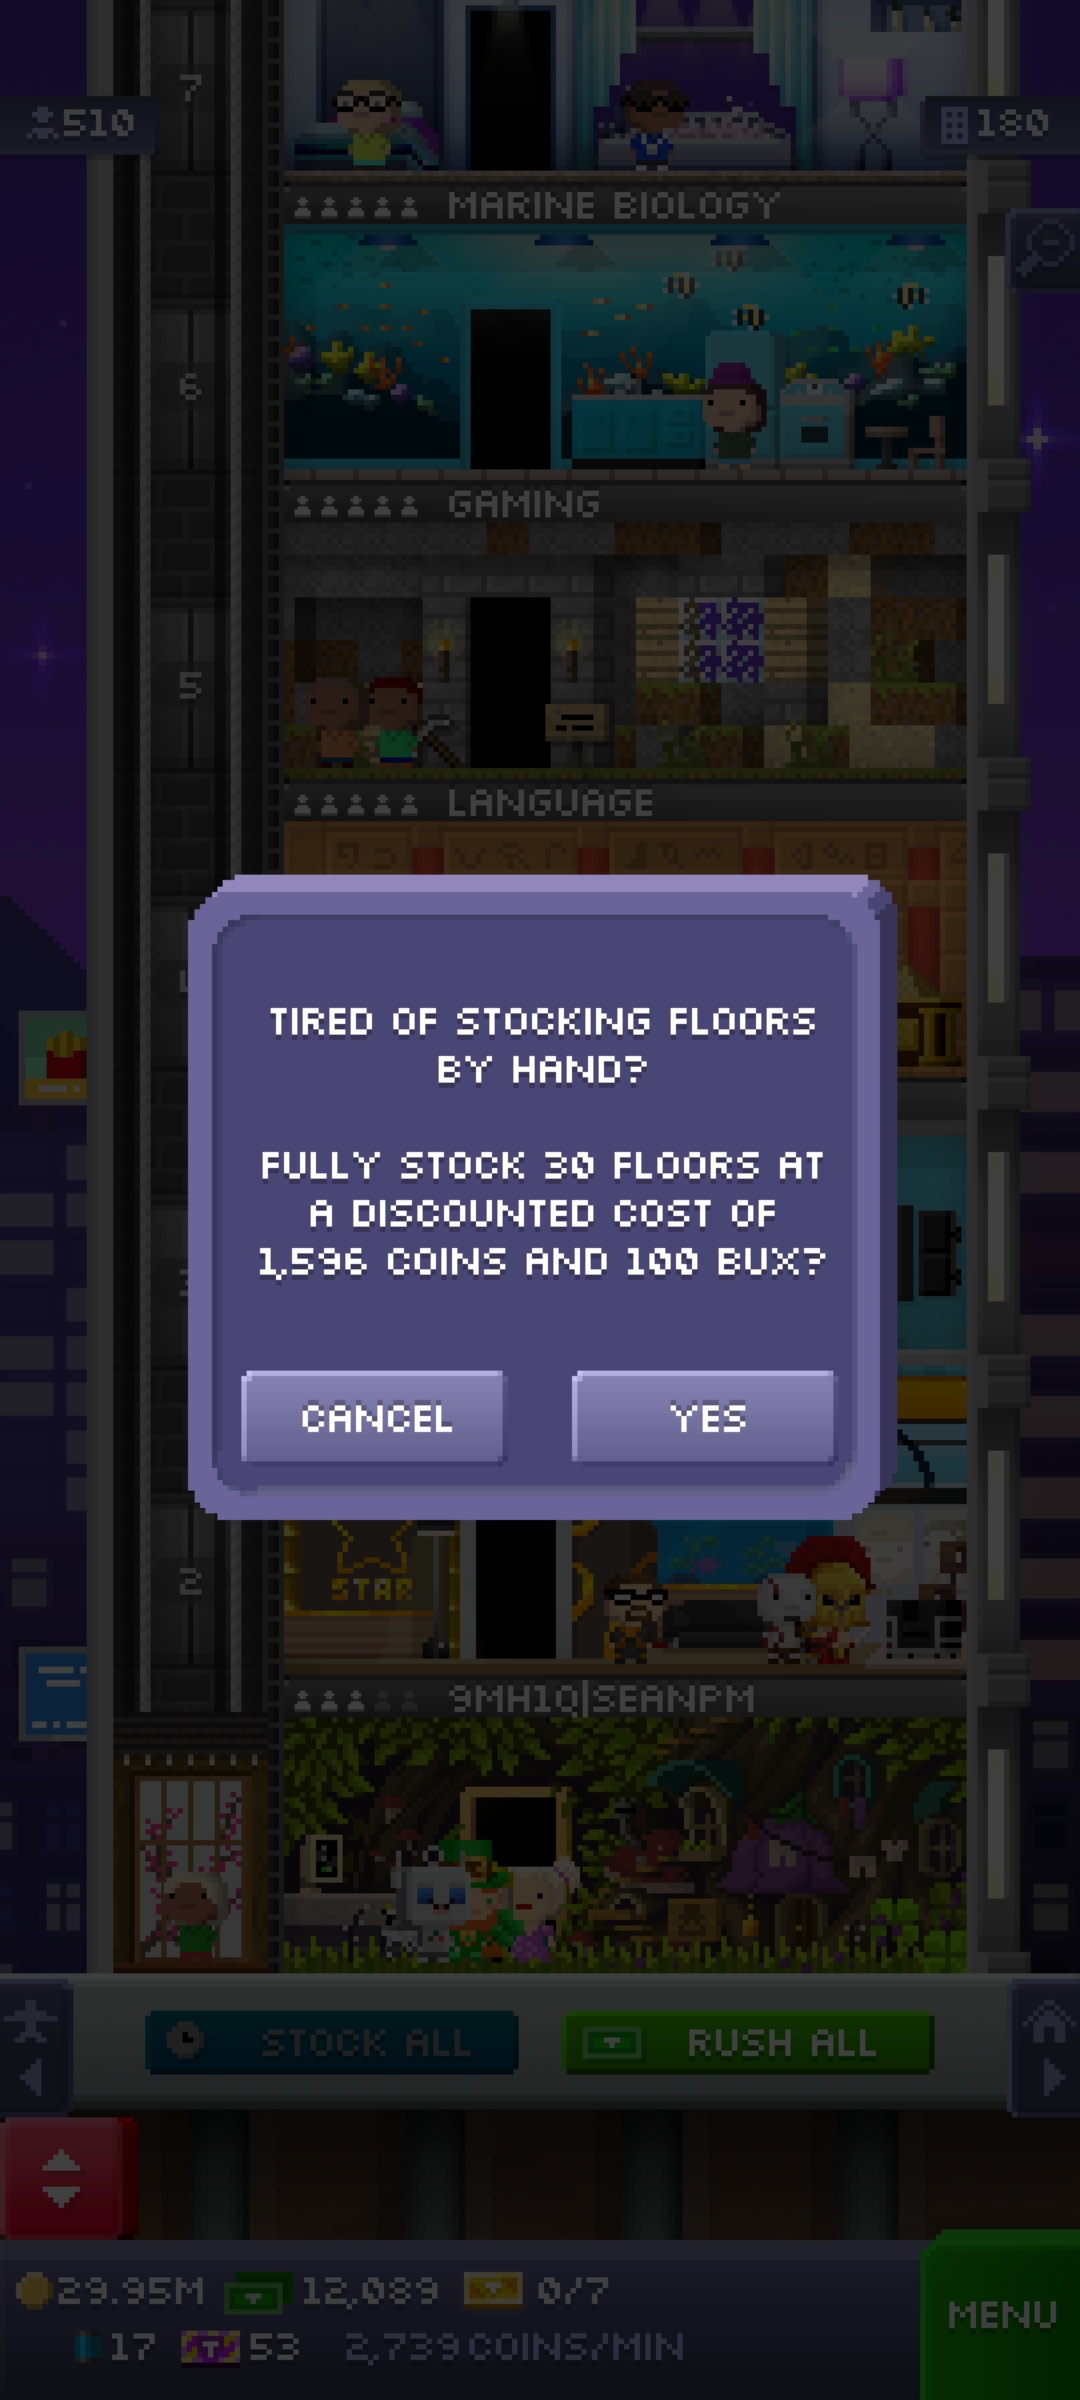 7
510
180
MARINE BIOLOGY
6
GAMING
5
LANGUAGE
TIRED OF STOCKING FLOORS
BY HAND?
FULLY STOCK 30 FLOORS AT
A DISCOUNTED COST OF
1,596 COINS AND 100 BUX?
CANCEL
YES
2
STAR
9MH1Q|SEANPM
STOCK ALL
RUSH ALL
29.95M
12,089
0/7
MENU
17
T
53
2,739 COINS/MIN